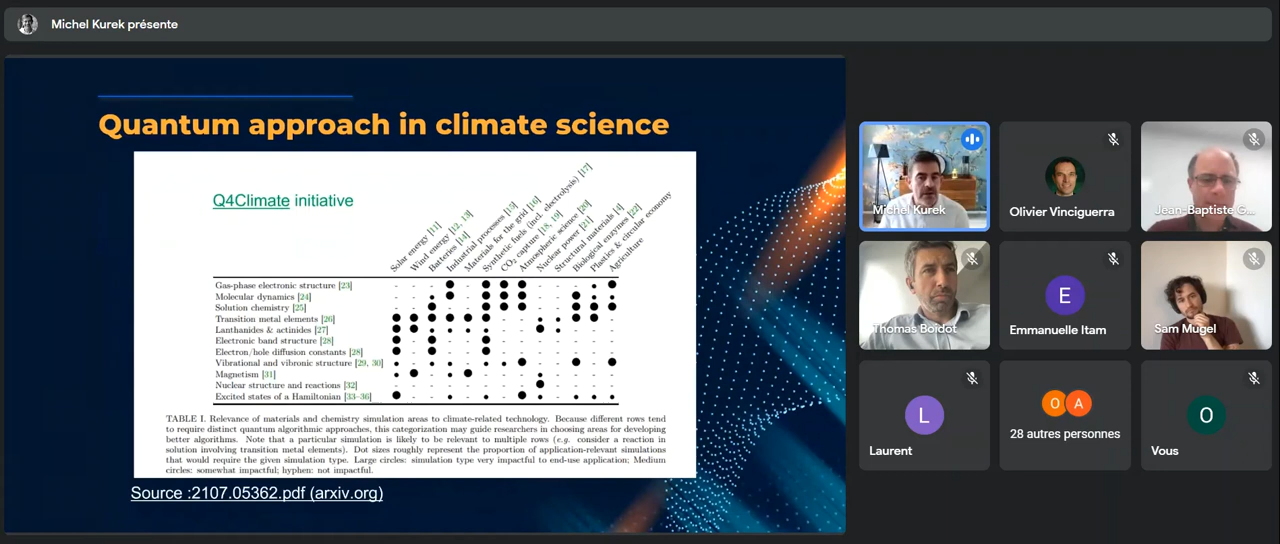 Michel Kurek présente
Quantum approach in climate science
Q4Climate initiative
Solar energy [11]
Wind energy [12, 13]
Batteries [14]
Industrial processes [15]
Materials for the grid [16]
Synthetic fuels (incl. electrolysis) [17]
CO2 capture [18, 19]
Atmospheric science [20]
Nuclear power [21]
Structural materials [4]
Biological enzymes [22]
Plastics & circular economy
Agriculture
Gas-phase electronic structure [23]
Molecular dynamics [24]
Solution chemistry [25]
Transition metal elements [26]
Lanthanides & actinides [27]
Electronic band structure [28]
Electron/hole diffusion constants [28]
Vibrational and vibronic structure [29, 30]
Magnetism [31]
Nuclear structure and reactions [32]
Excited states of a Hamiltonian [33–36]
TABLE I. Relevance of materials and chemistry simulation areas to climate-related technology. Because different rows tend
to require distinct quantum algorithmic approaches, this categorization may guide researchers in choosing areas for developing
better algorithms. Note that a particular simulation is likely to be relevant to multiple rows (e.g. consider a reaction in
solution involving transition metal elements). Dot sizes roughly represent the proportion of application-relevant simulations
that would require the given simulation type. Large circles: simulation type very impactful to end-use application; Medium
circles: somewhat impactful; hyphen: not impactful.
Source :2107.05362.pdf (arxiv.org)
Michel Kurek
Olivier Vinciguerra
Jean-Baptiste G...
Thomas Boidot
E
Emmanuelle Itam
Sam Mugel
L
Laurent
O
A
28 autres personnes
O
Vous